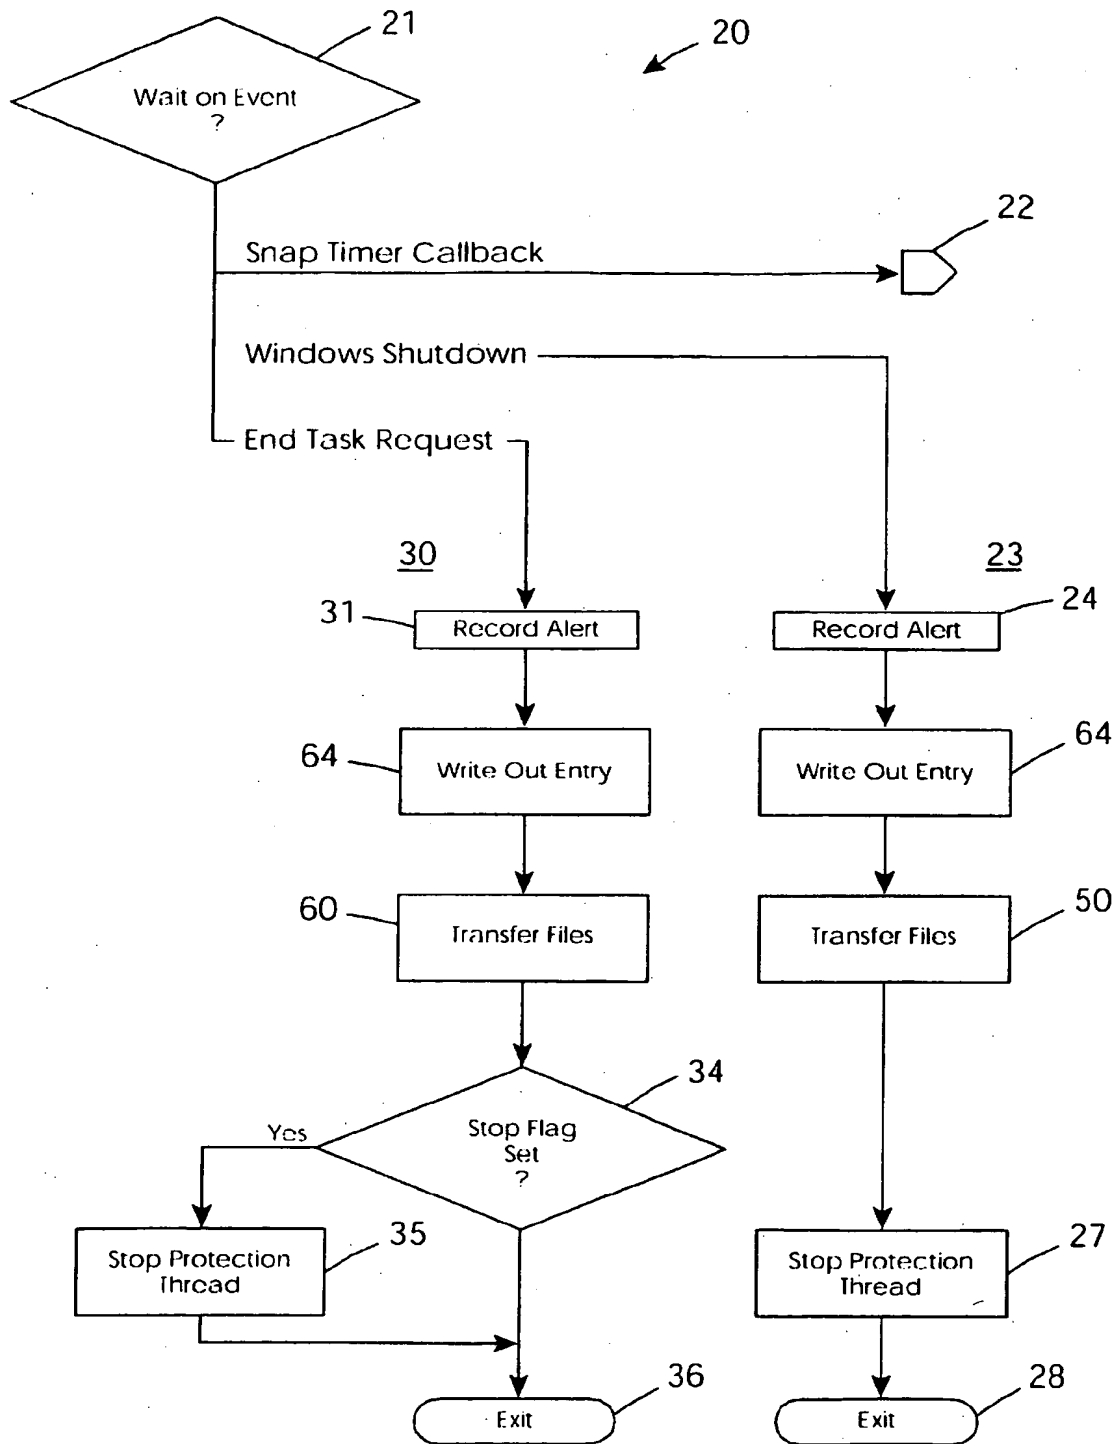 21
20
Wait on Event
?
22
Snap Timer Callback
Windows Shutdown
End Task Request
30
23
31
Record Alert
24
Record Alert
64
Write Out Entry
64
Write Out Entry
60
Transfer Files
50
Transfer Files
34
Yes
Stop Flag
Set
?
35
Stop Protection
Thread
27
Stop Protection
Thread
36
Exit
28
Exit